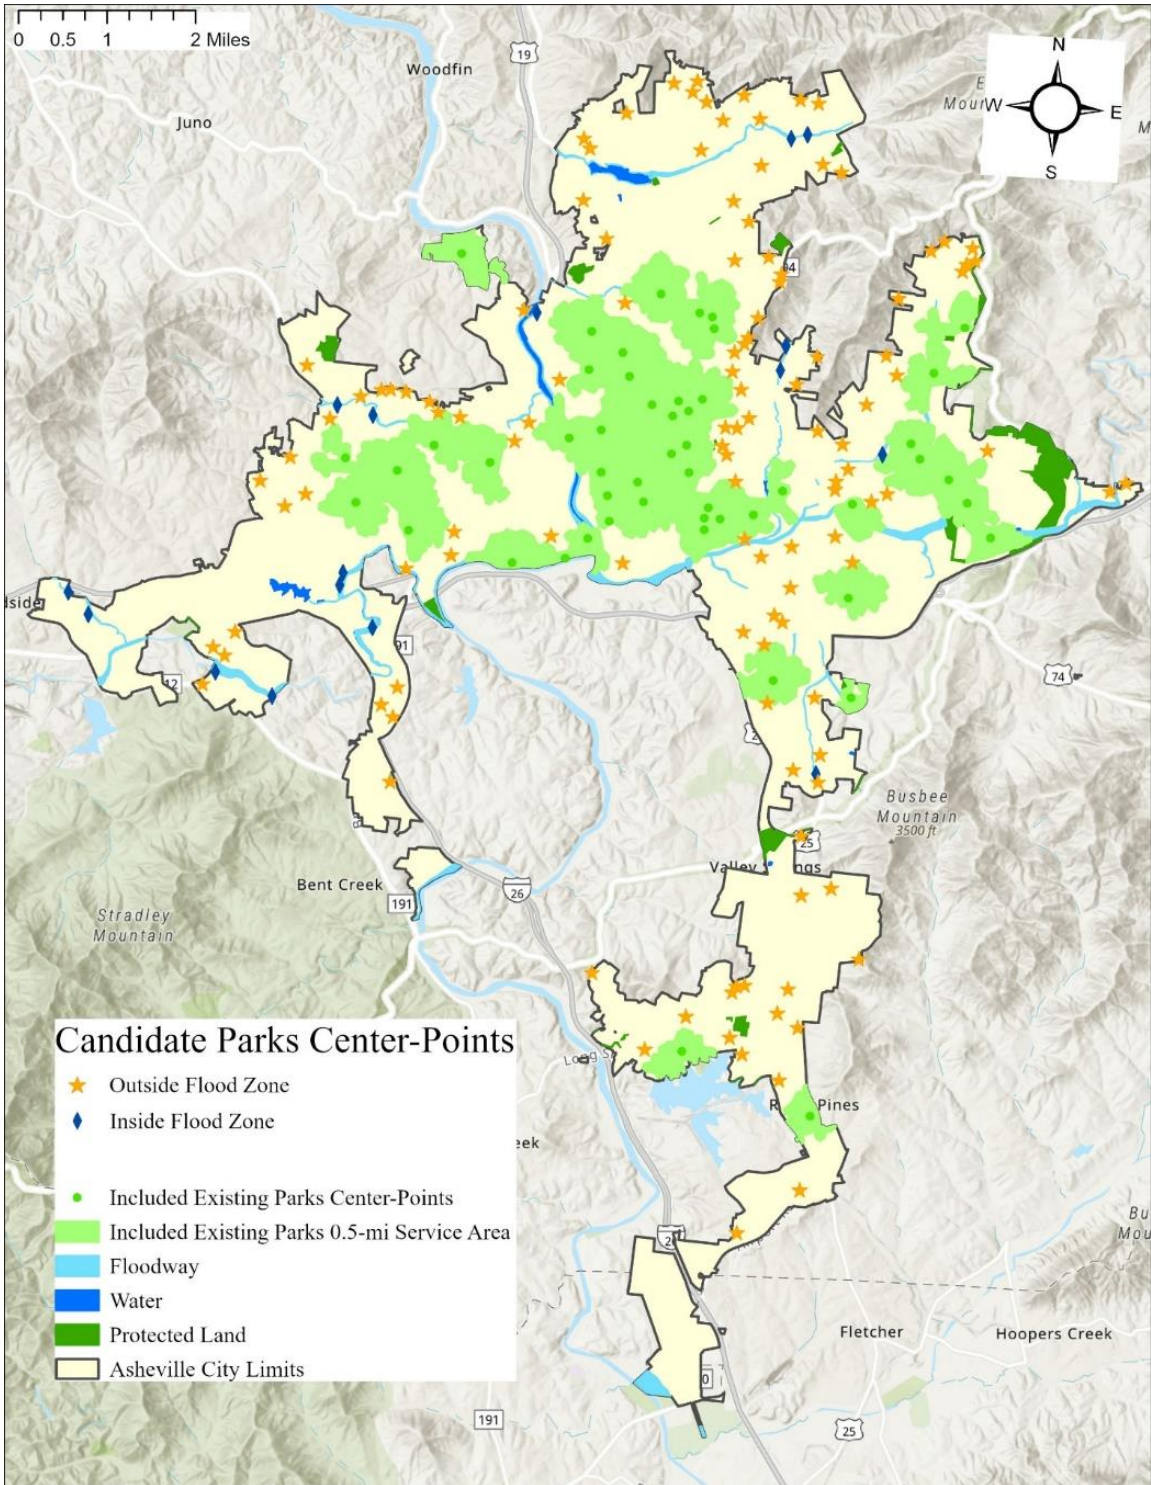 0 0.5 1 2 Miles
19
Woodfin
N
W
E
S
Juno
12
191
74
Busbee
Mountain
3500 ft
25
Bent Creek
26
191
Stradley
Mountain
Candidate Parks Center-Points
Outside Flood Zone
Inside Flood Zone
Pines
eek
Included Existing Parks Center-Points
Included Existing Parks 0.5-mi Service Area
Floodway
Water
Protected Land
Asheville City Limits
Fletcher
Hoopers Creek
191
25